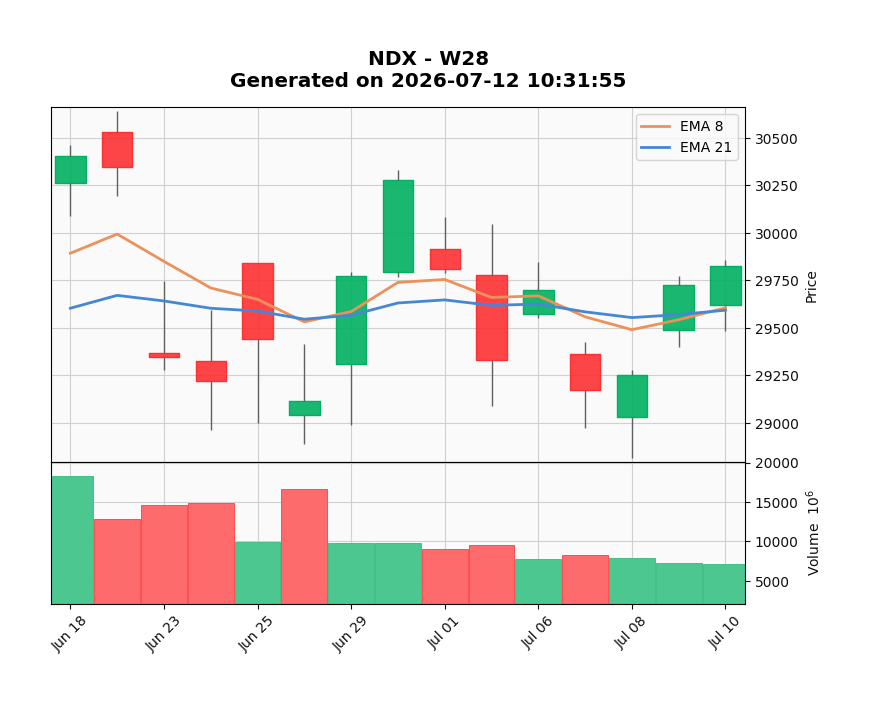 NDX - W28
Generated on 2026-07-12 10:31:55
EMA 8
EMA 21
30500
30250
30000
29750
29500
29250
29000
Price
20000
15000
10000
5000
Volume 10⁶
Jun 18
Jun 23
Jun 25
Jun 29
Jul 01
Jul 06
Jul 08
Jul 10